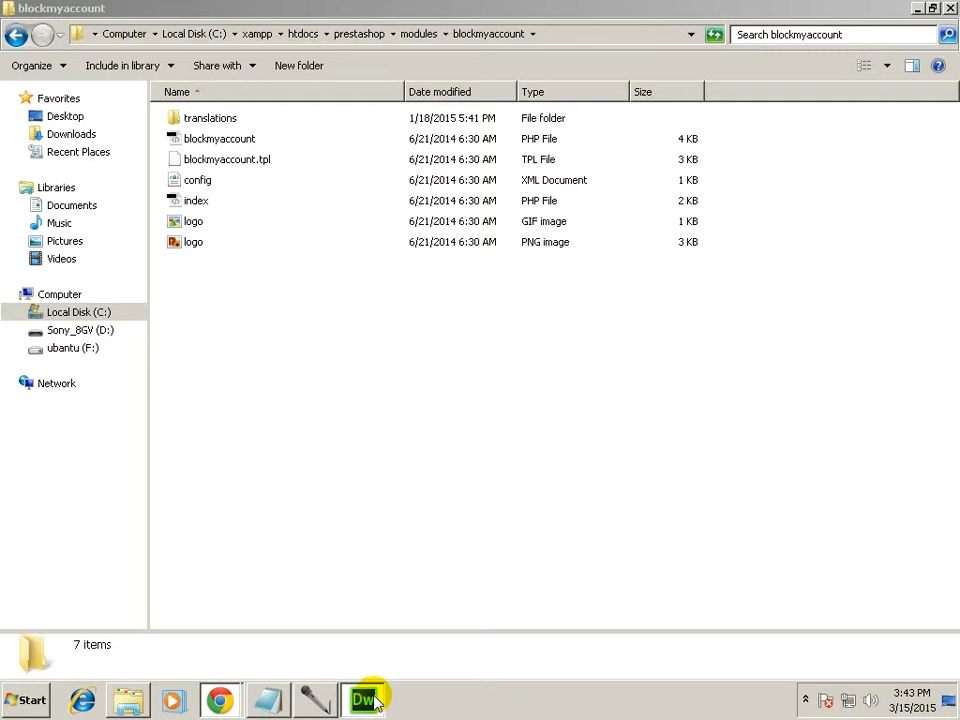 blockmyaccount
Computer Local Disk (C:) xampp htdocs prestashop modules blockmyaccount
Search blockmyaccount
Organize Include in library Share with New folder
Name Date modified Type Size
Favorites
Desktop
Downloads
Recent Places
Libraries
Documents
Music
Pictures
Videos
Computer
Local Disk (C:)
Sony_8GV (D:)
ubantu (F:)
Network
translations 1/18/2015 5:41 PM File folder
blockmyaccount 6/21/2014 6:30 AM PHP File 4 KB
blockmyaccount.tpl 6/21/2014 6:30 AM TPL File 3 KB
config 6/21/2014 6:30 AM XML Document 1 KB
index 6/21/2014 6:30 AM PHP File 2 KB
logo 6/21/2014 6:30 AM GIF image 1 KB
logo 6/21/2014 6:30 AM PNG image 3 KB
7 items
Start
Dw
3:43 PM
3/15/2015